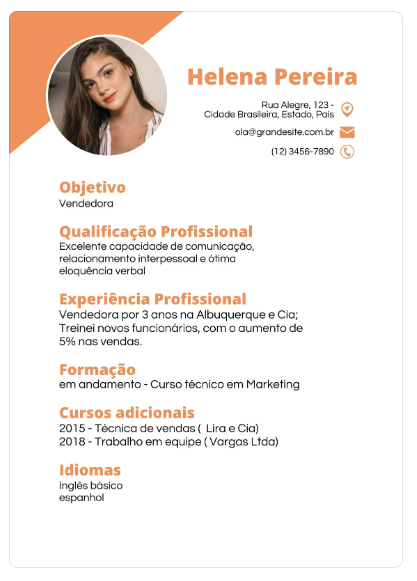 Helena Pereira
Rua Alegre, 123 -
Cidade Brasileira, Estado, Pais
ola@grandesite.com.br
(12) 3456-7890
Objetivo
Vendedora
Qualificação Profissional
Excelente capacidade de comunicação,
relacionamento interpessoal e ótima
eloquência verbal
Experiência Profissional
Vendedora por 3 anos na Albuquerque e Cia;
Treinei novos funcionários, com o aumento de
5% nas vendas.
Formação
em andamento - Curso técnico em Marketing
Cursos adicionais
2015 - Técnica de vendas (  Lira e Cia)
2018 - Trabalho em equipe ( Vargas Ltda)
Idiomas
Inglês básico
espanhol